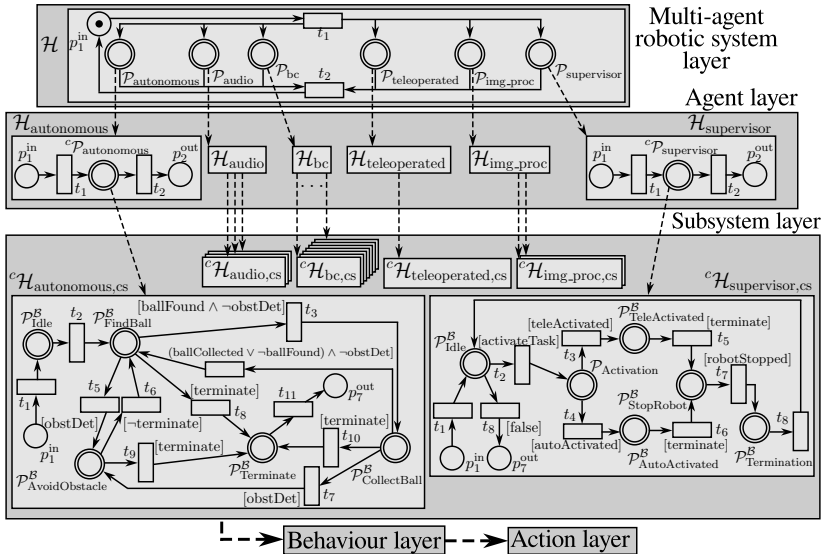 Multi-agent
robotic system
layer
p₁ⁱⁿ
ℋ
t₁
t₂
𝒫autonomous
𝒫audio
𝒫bc
𝒫teleoperated
𝒫img_proc
𝒫supervisor
Agent layer
ℋautonomous
ℋsupervisor
p₁ⁱⁿ
ᶜ𝒫autonomous
p₂ᵒᵘᵗ
t₁
t₂
ℋaudio
ℋbc
ℋteleoperated
ℋimg_proc
p₁ⁱⁿ
ᶜ𝒫supervisor
p₂ᵒᵘᵗ
t₁
t₂
. . .
Subsystem layer
ᶜℋautonomous,cs
ᶜℋaudio,cs
ᶜℋbc,cs
ᶜℋteleoperated,cs
ᶜℋimg_proc,cs
ᶜℋsupervisor,cs
[ballFound ∧ ¬obstDet]
𝒫ᴮIdle
t₂
𝒫ᴮFindBall
t₃
(ballCollected ∨ ¬ballFound) ∧ ¬obstDet]
t₅
t₆
[terminate]
t₁₁
p₇ᵒᵘᵗ
t₁
t₈
[obstDet]
[¬terminate]
[terminate]
p₁ⁱⁿ
[terminate]
t₉
t₁₀
𝒫ᴮAvoidObstacle
𝒫ᴮTerminate
𝒫ᴮCollectBall
[obstDet]
t₇
𝒫ᴮTeleActivated
[teleActivated]
[terminate]
𝒫ᴮIdle
[activateTask]
t₃
t₅
t₂
𝒫Activation
[robotStopped]
t₇
𝒫ᴮStopRobot
t₁
t₈
[false]
t₄
t₆
t₈
[autoActivated]
[terminate]
p₁ⁱⁿ
p₇ᵒᵘᵗ
𝒫ᴮAutoActivated
𝒫ᴮTermination
Behaviour layer
Action layer